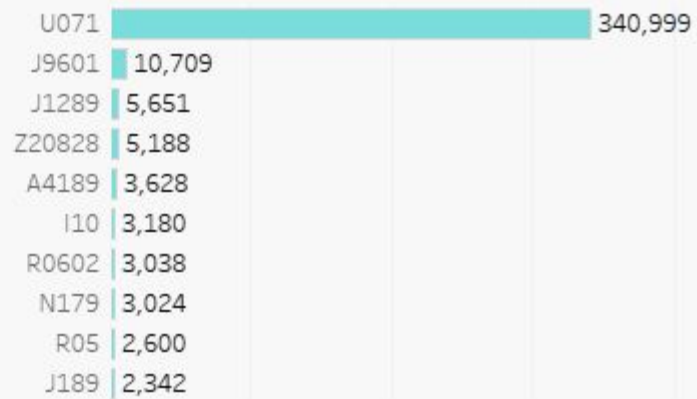 U071 340,999
J9601 10,709
J1289 5,651
Z20828 5,188
A4189 3,628
I10 3,180
R0602 3,038
N179 3,024
R05 2,600
J189 2,342